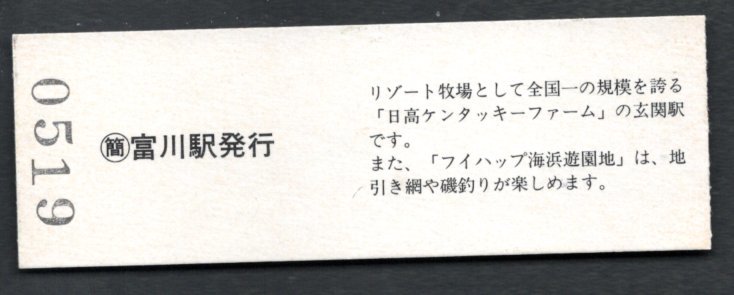 0519
㊙簡富川駅発行
リゾート牧場として全国一の規模を誇る
「日高ケンタッキーファーム」の玄関駅
です。
また、「フイハップ海浜遊園地」は、地
引き網や磯釣りが楽しめます。